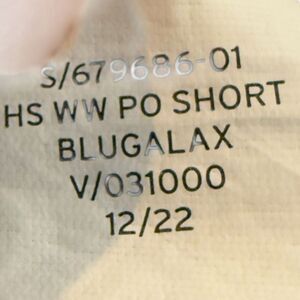 S/679686-01
HS WW PO SHORT
BLUGALAX
V/031000
12/22